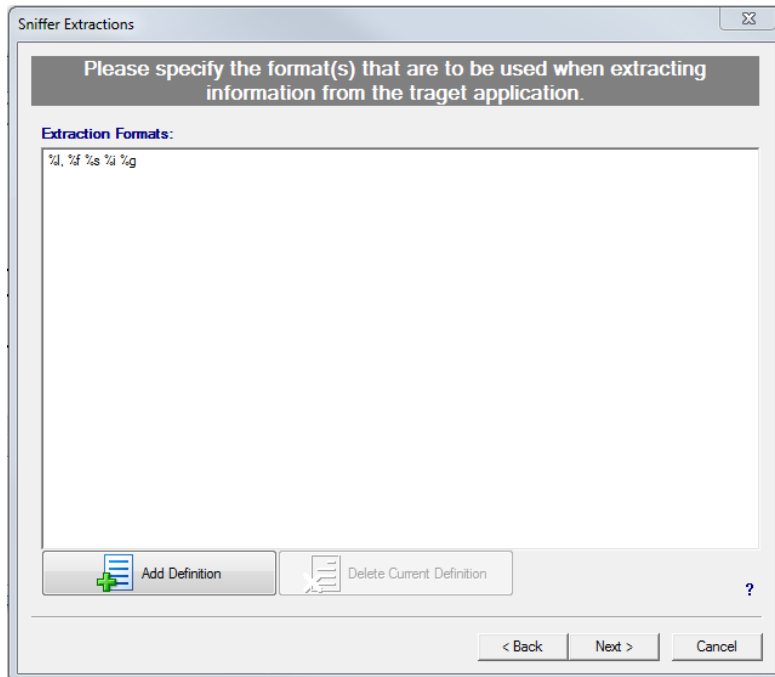 Sniffer Extractions
Please specify the format(s) that are to be used when extracting
information from the traget application.
Extraction Formats:
%l, %f %s %i %g
Add Definition
Delete Current Definition
?
< Back
Next >
Cancel